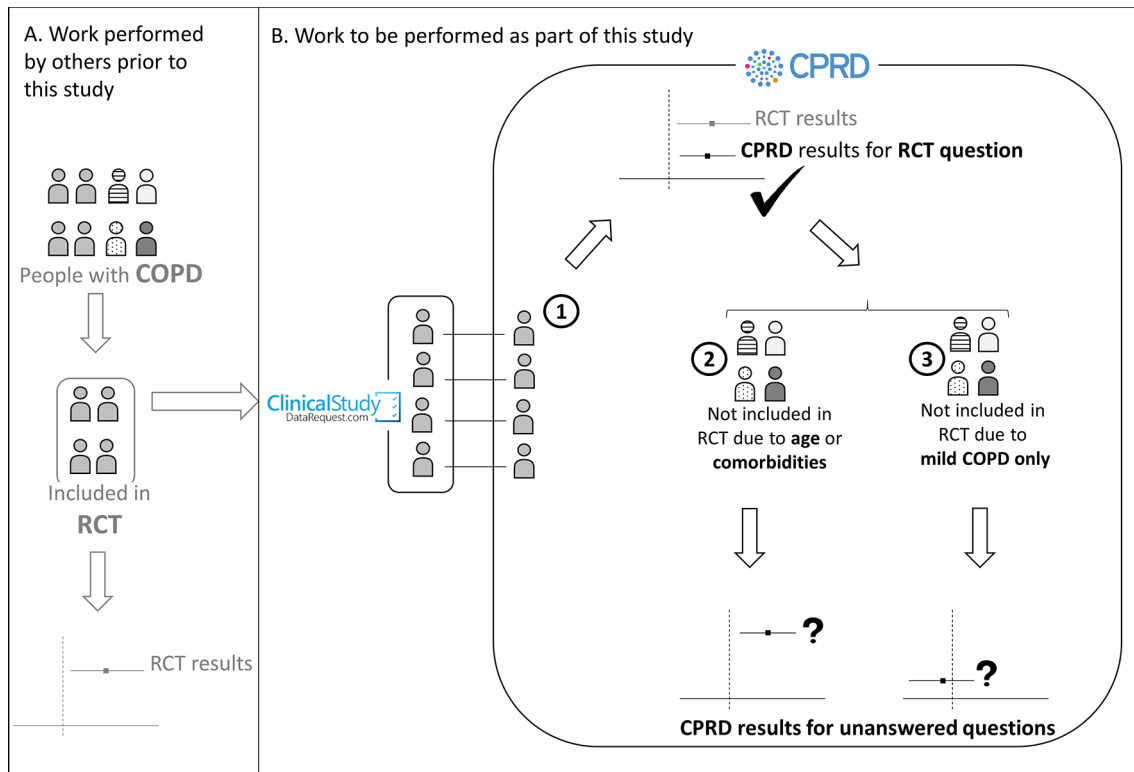 A. Work performed
by others prior to
this study
People with COPD
Included in
RCT
RCT results
B. Work to be performed as part of this study
CPRD
RCT results
CPRD results for RCT question
1
ClinicalStudy
DataRequest.com
2
Not included in
RCT due to age or
comorbidities
3
Not included in
RCT due to
mild COPD only
?
?
CPRD results for unanswered questions